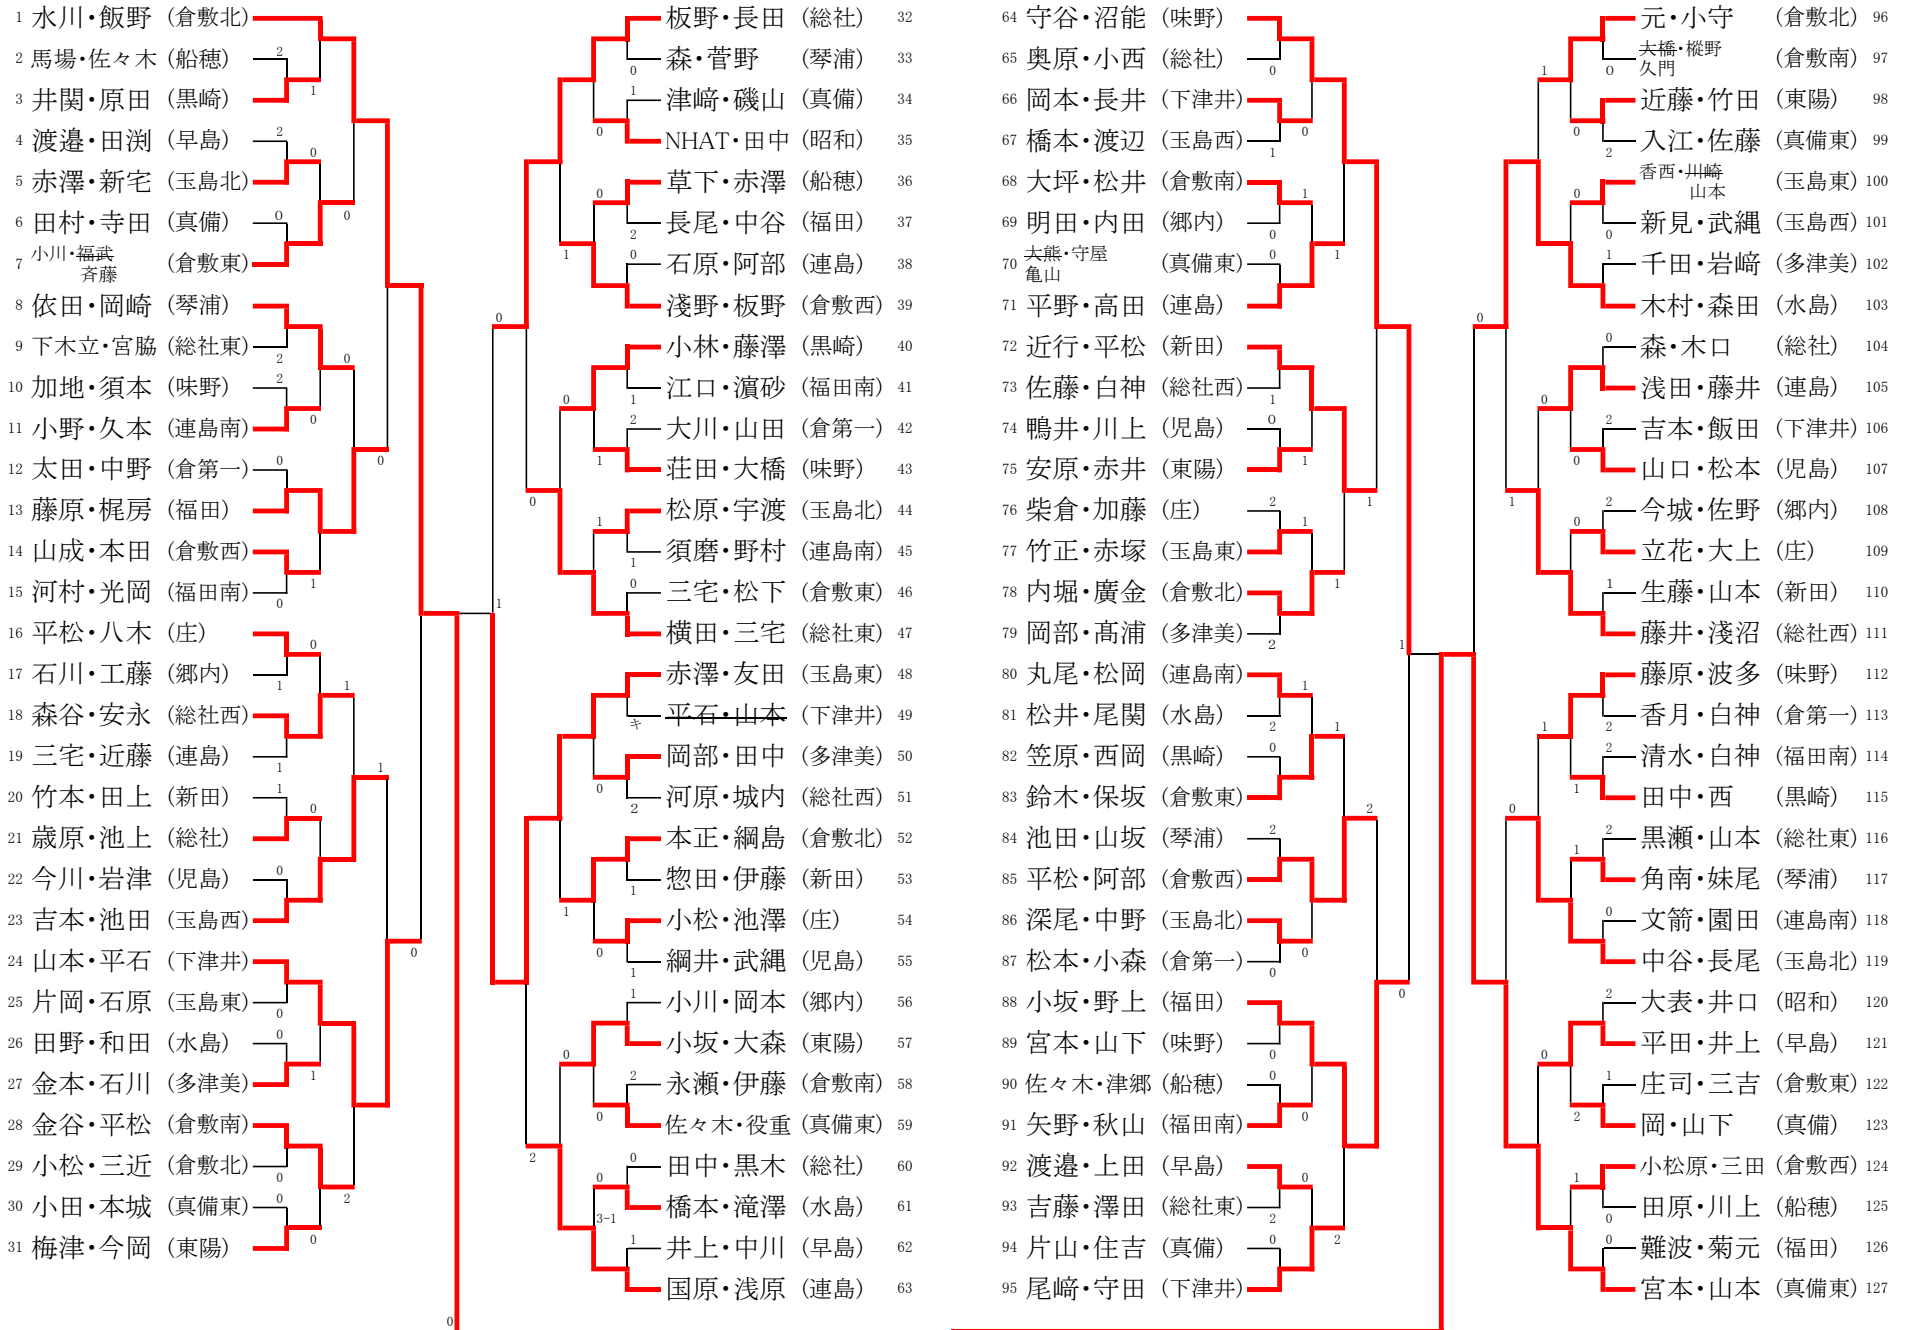 1 水川・飯野 (倉敷北)
2 馬場・佐々木 (船穂)
3 井関・原田 (黒崎)
4 渡邉・田渕 (早島)
5 赤澤・新宅 (玉島北)
6 田村・寺田 (真備)
7 小川・福武 (倉敷東)
斉藤
8 依田・岡崎 (琴浦)
9 下木立・宮脇 (総社東)
10 加地・須本 (味野)
11 小野・久本 (連島南)
12 太田・中野 (倉第一)
13 藤原・梶房 (福田)
14 山成・本田 (倉敷西)
15 河村・光岡 (福田南)
16 平松・八木 (庄)
17 石川・工藤 (郷内)
18 森谷・安永 (総社西)
19 三宅・近藤 (連島)
20 竹本・田上 (新田)
21 歳原・池上 (総社)
22 今川・岩津 (児島)
23 吉本・池田 (玉島西)
24 山本・平石 (下津井)
25 片岡・石原 (玉島東)
26 田野・和田 (水島)
27 金本・石川 (多津美)
28 金谷・平松 (倉敷南)
29 小松・三近 (倉敷北)
30 小田・本城 (真備東)
31 梅津・今岡 (東陽)
板野・長田 (総社) 32
森・菅野 (琴浦) 33
津﨑・磯山 (真備) 34
NHAT・田中 (昭和) 35
草下・赤澤 (船穂) 36
長尾・中谷 (福田) 37
石原・阿部 (連島) 38
淺野・板野 (倉敷西) 39
小林・藤澤 (黒崎) 40
江口・濵砂 (福田南) 41
大川・山田 (倉第一) 42
荘田・大橋 (味野) 43
松原・宇渡 (玉島北) 44
須磨・野村 (連島南) 45
三宅・松下 (倉敷東) 46
横田・三宅 (総社東) 47
赤澤・友田 (玉島東) 48
平石・山本 (下津井) 49
キ
岡部・田中 (多津美) 50
河原・城内 (総社西) 51
本正・綱島 (倉敷北) 52
惣田・伊藤 (新田) 53
小松・池澤 (庄) 54
綱井・武縄 (児島) 55
小川・岡本 (郷内) 56
小坂・大森 (東陽) 57
永瀬・伊藤 (倉敷南) 58
佐々木・役重 (真備東) 59
田中・黒木 (総社) 60
橋本・滝澤 (水島) 61
3-1
井上・中川 (早島) 62
国原・浅原 (連島) 63
64 守谷・沼能 (味野)
65 奥原・小西 (総社)
66 岡本・長井 (下津井)
67 橋本・渡辺 (玉島西)
68 大坪・松井 (倉敷南)
69 明田・内田 (郷内)
70 大熊・守屋 (真備東)
亀山
71 平野・高田 (連島)
72 近行・平松 (新田)
73 佐藤・白神 (総社西)
74 鴨井・川上 (児島)
75 安原・赤井 (東陽)
76 柴倉・加藤 (庄)
77 竹正・赤塚 (玉島東)
78 内堀・廣金 (倉敷北)
79 岡部・髙浦 (多津美)
80 丸尾・松岡 (連島南)
81 松井・尾関 (水島)
82 笠原・西岡 (黒崎)
83 鈴木・保坂 (倉敷東)
84 池田・山坂 (琴浦)
85 平松・阿部 (倉敷西)
86 深尾・中野 (玉島北)
87 松本・小森 (倉第一)
88 小坂・野上 (福田)
89 宮本・山下 (味野)
90 佐々木・津郷 (船穂)
91 矢野・秋山 (福田南)
92 渡邉・上田 (早島)
93 吉藤・澤田 (総社東)
94 片山・住吉 (真備)
95 尾﨑・守田 (下津井)
元・小守 (倉敷北) 96
大橋・樅野 (倉敷南) 97
久門
近藤・竹田 (東陽) 98
入江・佐藤 (真備東) 99
香西・川崎 (玉島東) 100
山本
新見・武縄 (玉島西) 101
千田・岩﨑 (多津美) 102
木村・森田 (水島) 103
森・木口 (総社) 104
浅田・藤井 (連島) 105
吉本・飯田 (下津井) 106
山口・松本 (児島) 107
今城・佐野 (郷内) 108
立花・大上 (庄) 109
生藤・山本 (新田) 110
藤井・淺沼 (総社西) 111
藤原・波多 (味野) 112
香月・白神 (倉第一) 113
清水・白神 (福田南) 114
田中・西 (黒崎) 115
黒瀬・山本 (総社東) 116
角南・妹尾 (琴浦) 117
文箭・園田 (連島南) 118
中谷・長尾 (玉島北) 119
大表・井口 (昭和) 120
平田・井上 (早島) 121
庄司・三吉 (倉敷東) 122
岡・山下 (真備) 123
小松原・三田 (倉敷西) 124
田原・川上 (船穂) 125
難波・菊元 (福田) 126
宮本・山本 (真備東) 127